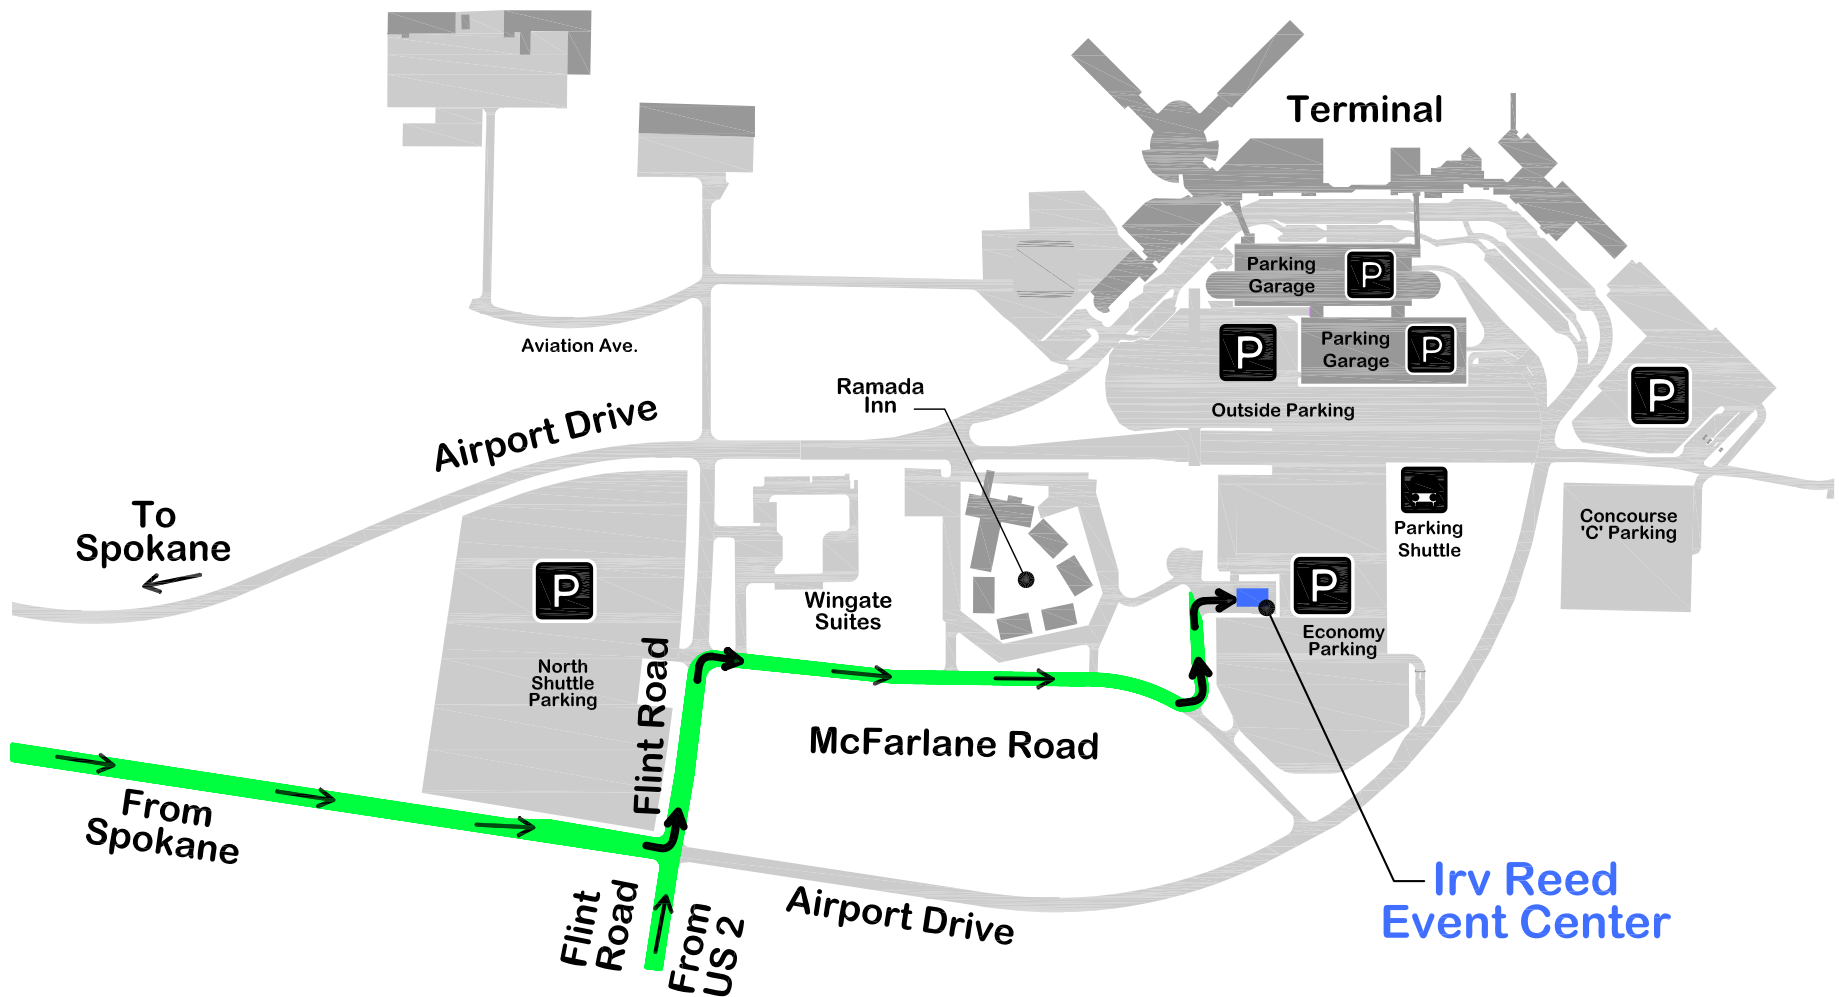 Terminal
Parking
Garage
P
Parking
Garage
P
P
Aviation Ave.
Ramada
Inn
P
Outside Parking
Airport Drive
To
Spokane
Parking
Shuttle
Concourse
'C' Parking
P
P
Wingate
Suites
Economy
Parking
North
Shuttle
Parking
Flint Road
McFarlane Road
From
Spokane
Flint
Road
From
US 2
Airport Drive
Irv Reed
Event Center